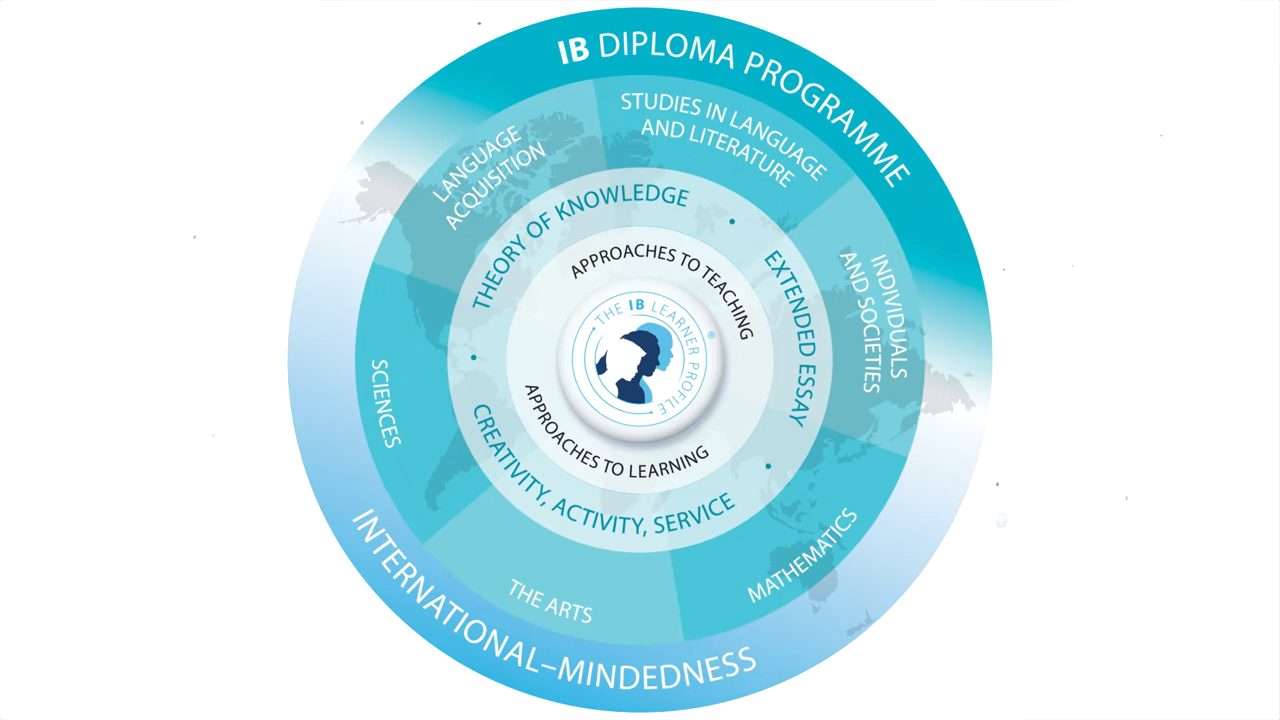 IB DIPLOMA PROGRAMME
STUDIES IN LANGUAGE
AND LITERATURE
LANGUAGE
ACQUISITION
INDIVIDUALS
AND SOCIETIES
SCIENCES
MATHEMATICS
THE ARTS
THEORY OF KNOWLEDGE
EXTENDED ESSAY
CREATIVITY, ACTIVITY, SERVICE
APPROACHES TO TEACHING
APPROACHES TO LEARNING
THE IB LEARNER PROFILE ®
INTERNATIONAL–MINDEDNESS